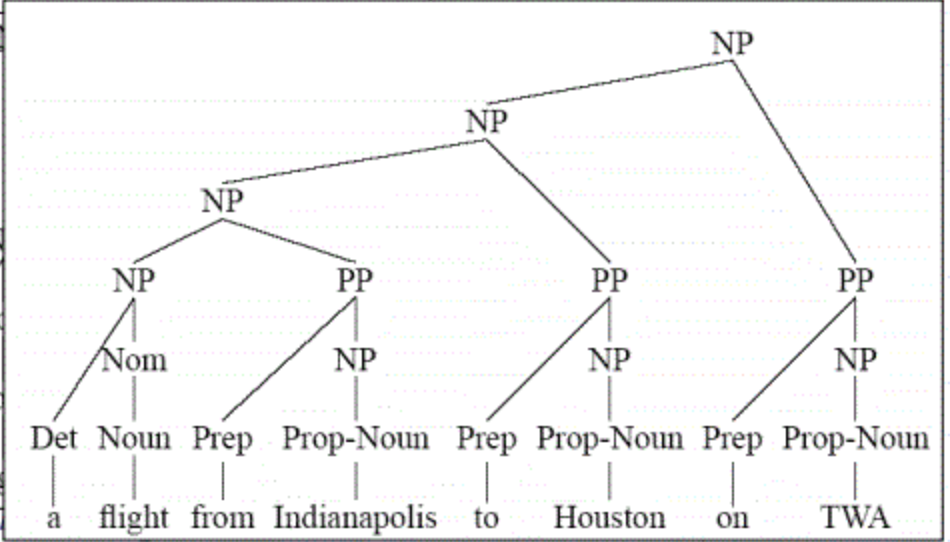 NP
NP
NP
NP PP PP PP
Nom NP NP NP
Det Noun Prep Prop-Noun Prep Prop-Noun Prep Prop-Noun
a flight from Indianapolis to Houston on TWA